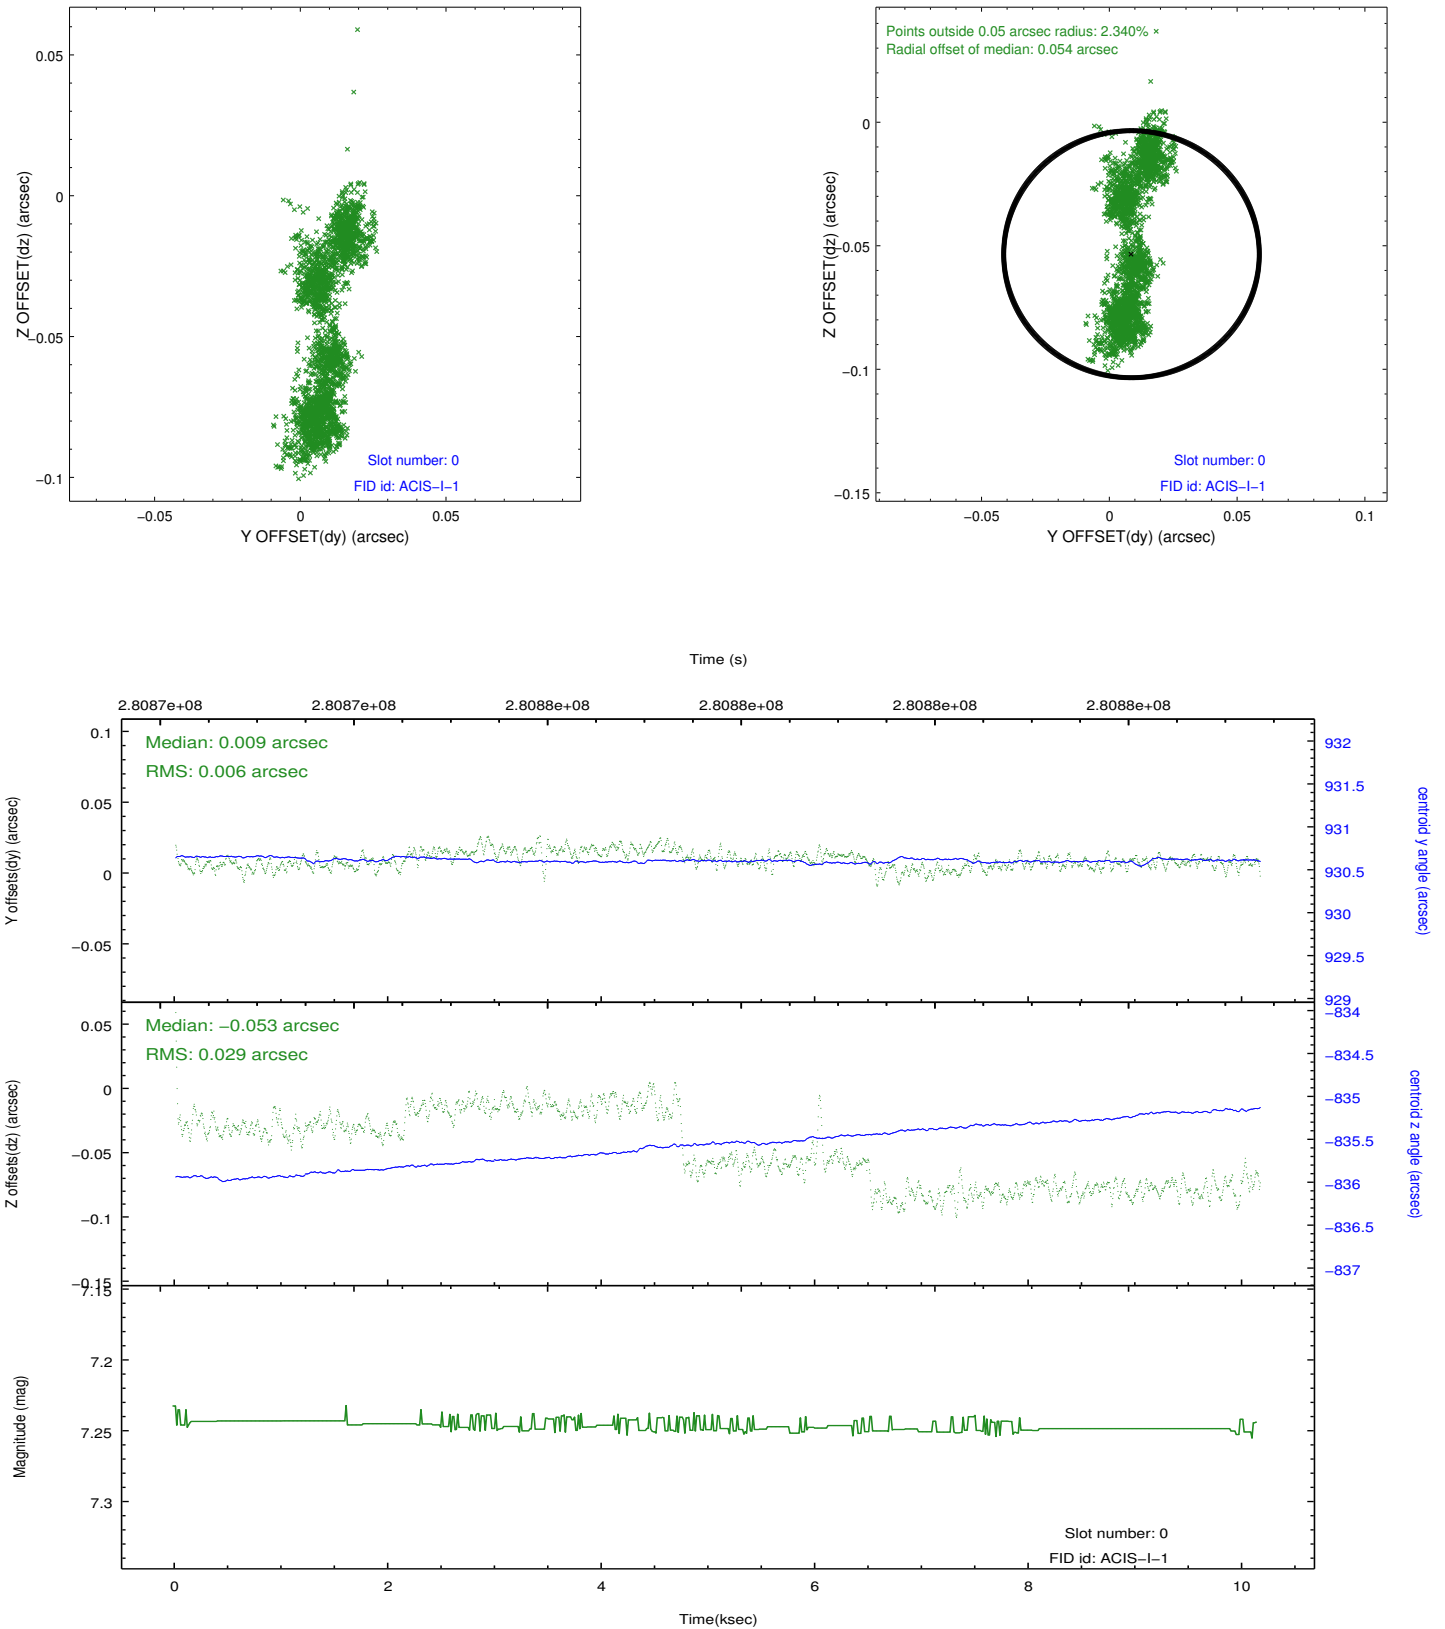 0.05
0
−0.05
−0.1
Z OFFSET(dz) (arcsec)
Slot number: 0
FID id: ACIS−I−1
−0.05
0
0.05
Y OFFSET(dy) (arcsec)
Points outside 0.05 arcsec radius: 2.340%
Radial offset of median: 0.054 arcsec
0
−0.05
−0.1
−0.15
Z OFFSET(dz) (arcsec)
Slot number: 0
FID id: ACIS−I−1
−0.05
0
0.05
0.1
Y OFFSET(dy) (arcsec)
Time (s)
2.8087e+08
2.8087e+08
2.8088e+08
2.8088e+08
2.8088e+08
2.8088e+08
Median: 0.009 arcsec
RMS: 0.006 arcsec
0.1
0.05
0
−0.05
Y offsets(dy) (arcsec)
932
931.5
931
930.5
930
929.5
929
centroid y angle (arcsec)
Median: −0.053 arcsec
RMS: 0.029 arcsec
0.05
0
−0.05
−0.1
−0.15
Z offsets(dz) (arcsec)
−834
−834.5
−835
−835.5
−836
−836.5
−837
centroid z angle (arcsec)
7.15
7.2
7.25
7.3
Magnitude (mag)
Slot number: 0
FID id: ACIS−I−1
0
2
4
6
8
10
Time(ksec)